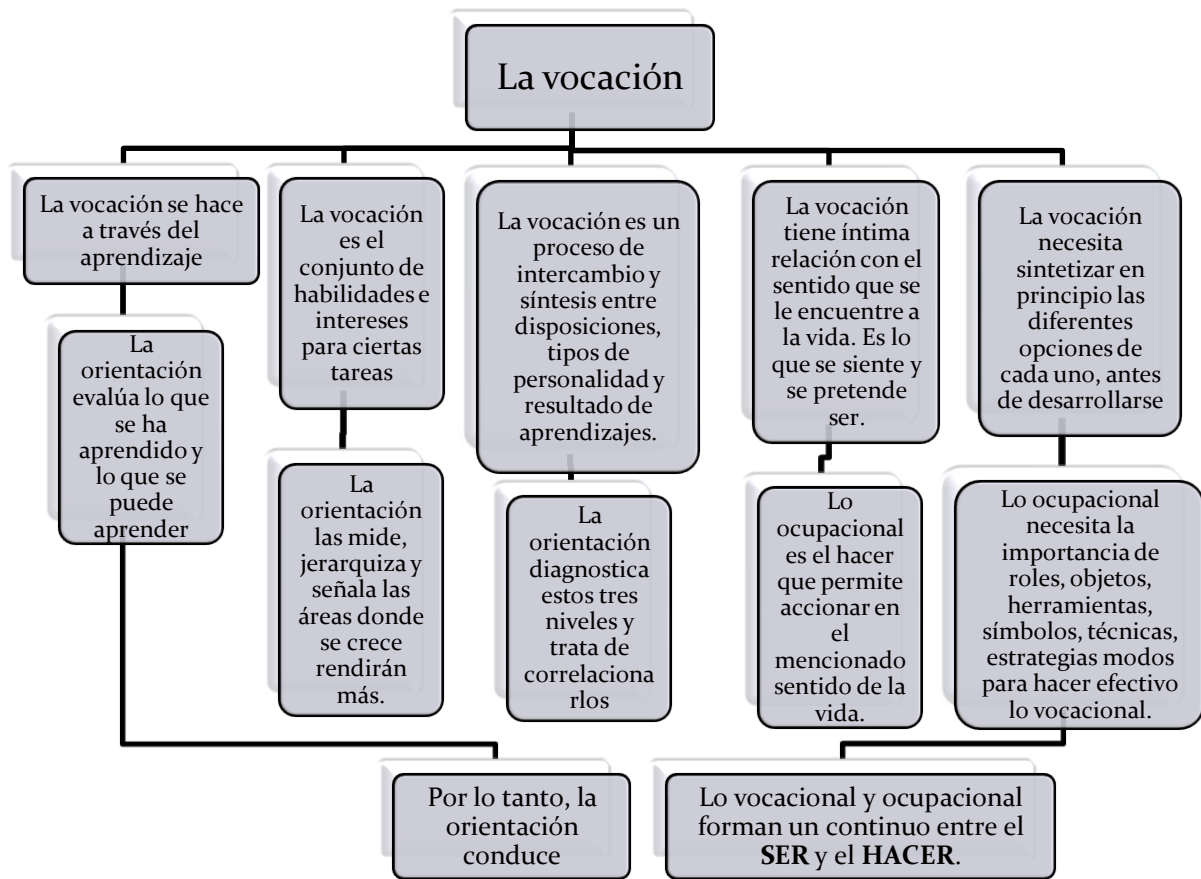 La vocación
La vocación se hace
a través del
aprendizaje
La
orientación
evalúa lo que
se ha
aprendido y
lo que se
puede
aprender
La vocación
es el
conjunto de
habilidades e
intereses
para ciertas
tareas
La
orientación
las mide,
jerarquiza y
señala las
áreas donde
se crece
rendirán
más.
La vocación es un
proceso de
intercambio y
síntesis entre
disposiciones,
tipos de
personalidad y
resultado de
aprendizajes.
La
orientación
diagnostica
estos tres
niveles y
trata de
correlaciona
rlos
La vocación
tiene íntima
relación con el
sentido que se
le encuentre a
la vida. Es lo
que se siente y
se pretende
ser.
Lo
ocupacional
es el hacer
que permite
accionar en
el
mencionado
sentido de la
vida.
La vocación
necesita
sintetizar en
principio las
diferentes
opciones de
cada uno, antes
de desarrollarse
Lo ocupacional
necesita la
importancia de
roles, objetos,
herramientas,
símbolos, técnicas,
estrategias modos
para hacer efectivo
lo vocacional.
Por lo tanto, la
orientación
conduce
Lo vocacional y ocupacional
forman un continuo entre el
SER y el HACER.